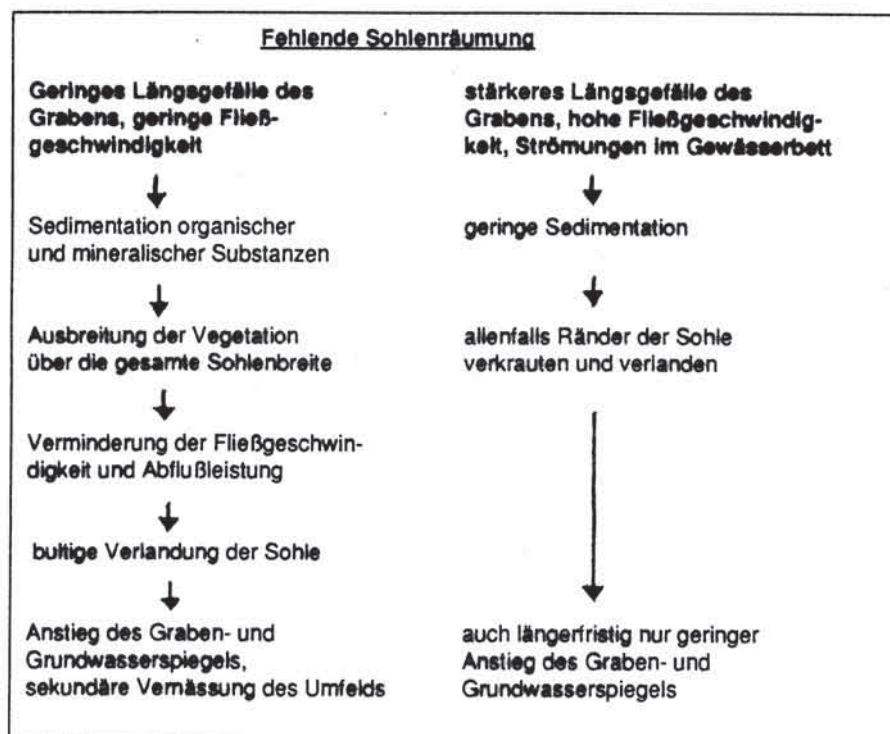 Fehlende Sohlenräumung
Geringes Längsgefälle des
Grabens, geringe Fließ-
geschwindigkeit
Sedimentation organischer
und mineralischer Substanzen
Ausbreitung der Vegetation
über die gesamte Sohlenbreite
Verminderung der Fließgeschwin-
digkeit und Abflußleistung
bultige Verlandung der Sohle
Anstieg des Graben- und
Grundwasserspiegels,
sekundäre Vernässung des Umfelds
stärkeres Längsgefälle des
Grabens, hohe Fließgeschwindig-
keit, Strömungen im Gewässerbett
geringe Sedimentation
allenfalls Ränder der Sohle
verkrauten und verlanden
auch längerfristig nur geringer
Anstieg des Graben- und
Grundwasserspiegels